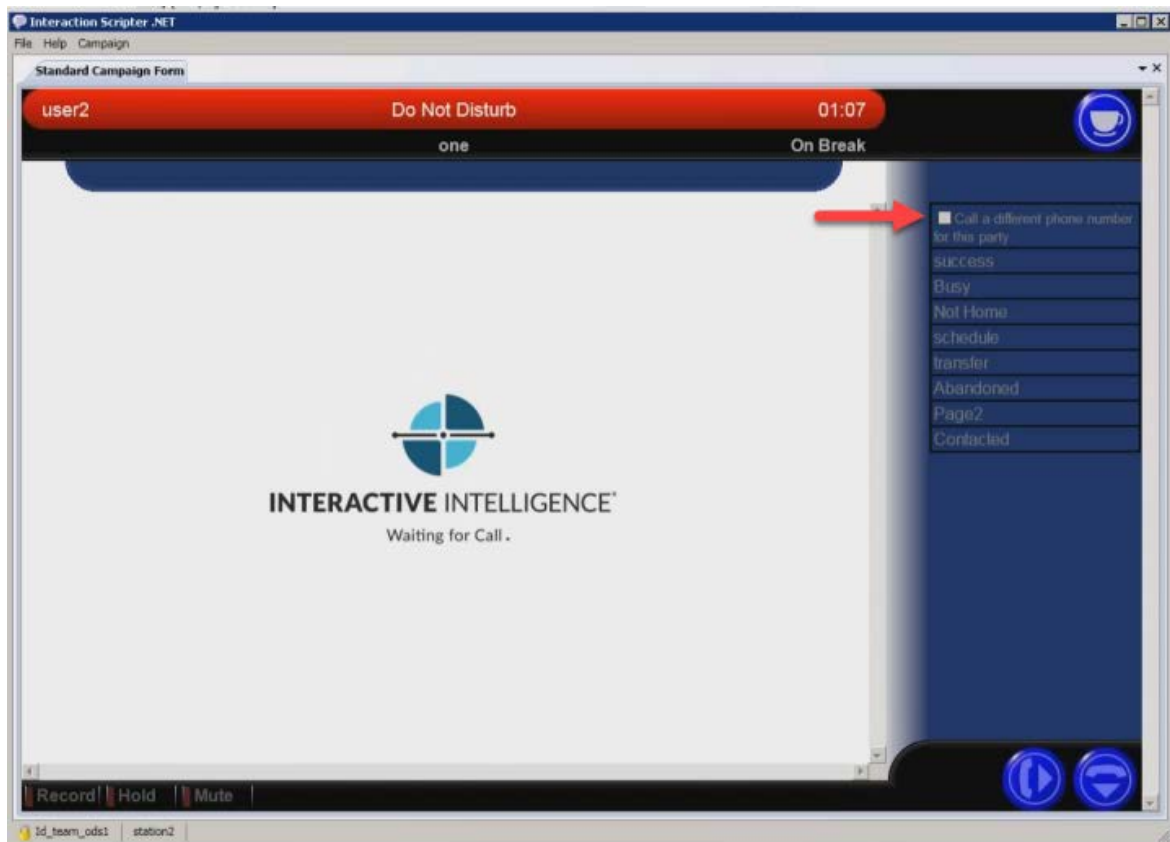 Interaction Scripter .NET
File Help Campaign
Standard Campaign Form
user2 Do Not Disturb 01:07
one On Break
Call a different phone number
for this party
success
Busy
Not Home
schedule
transfer
Abandoned
Page2
Contacted
INTERACTIVE INTELLIGENCE
Waiting for Call .
Record Hold Mute
Id_team_ods1 station2